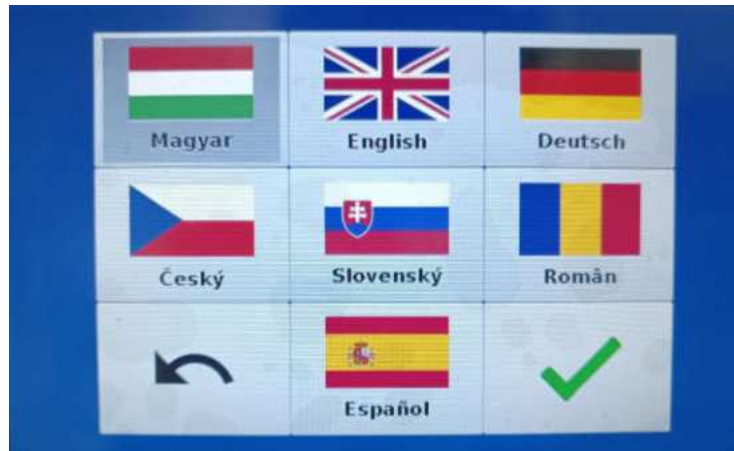 Magyar
English
Deutsch
Český
Slovenský
Român
Español